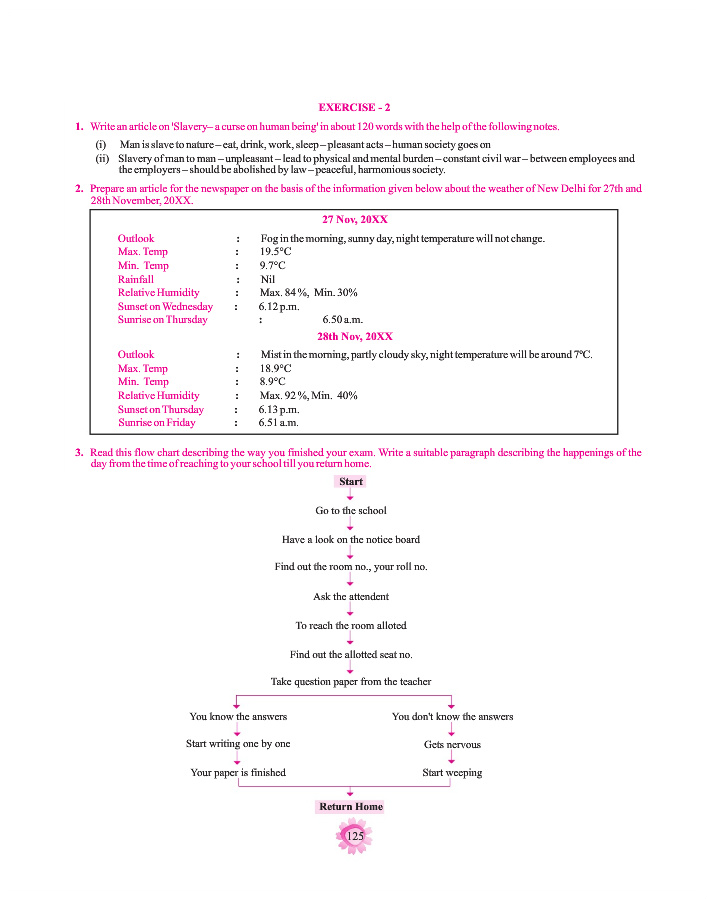 EXERCISE - 2
1. Write an article on 'Slavery– a curse on human being' in about 120 words with the help of the following notes.
(i) Man is slave to nature – eat, drink, work, sleep – pleasant acts – human society goes on
(ii) Slavery of man to man – unpleasant – lead to physical and mental burden – constant civil war – between employees and
the employers – should be abolished by law – peaceful, harmonious society.
2. Prepare an article for the newspaper on the basis of the information given below about the weather of New Delhi for 27th and
28th November, 20XX.
27 Nov, 20XX
Outlook : Fog in the morning, sunny day, night temperature will not change.
Max. Temp : 19.5°C
Min. Temp : 9.7°C
Rainfall : Nil
Relative Humidity : Max. 84 %, Min. 30%
Sunset on Wednesday : 6.12 p.m.
Sunrise on Thursday : 6.50 a.m.
28th Nov, 20XX
Outlook : Mist in the morning, partly cloudy sky, night temperature will be around 7°C.
Max. Temp : 18.9°C
Min. Temp : 8.9°C
Relative Humidity : Max. 92 %, Min. 40%
Sunset on Thursday : 6.13 p.m.
Sunrise on Friday : 6.51 a.m.
3. Read this flow chart describing the way you finished your exam. Write a suitable paragraph describing the happenings of the
day from the time of reaching to your school till you return home.
Start
Go to the school
Have a look on the notice board
Find out the room no., your roll no.
Ask the attendent
To reach the room alloted
Find out the allotted seat no.
Take question paper from the teacher
You know the answers You don't know the answers
Start writing one by one Gets nervous
Your paper is finished Start weeping
Return Home
125